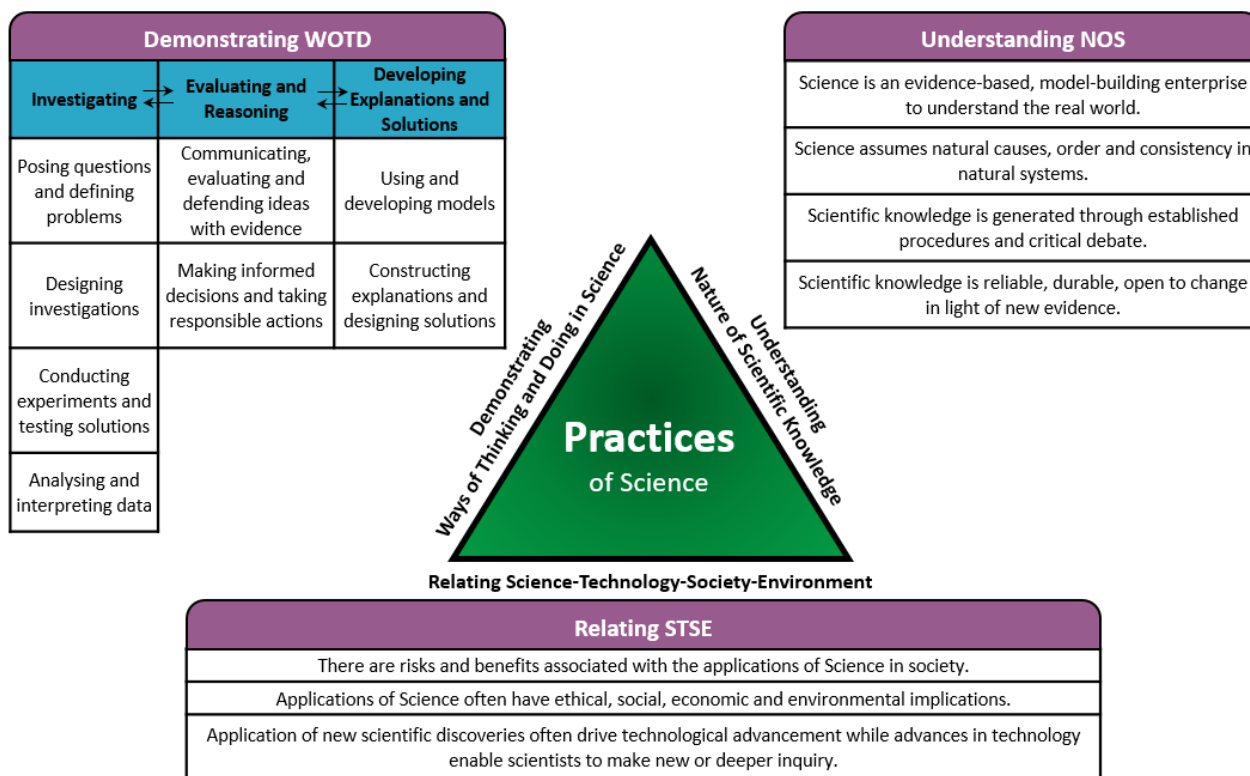 Demonstrating WOTD
Investigating
Evaluating and
Reasoning
Developing
Explanations and
Solutions
Posing questions
and defining
problems
Communicating,
evaluating and
defending ideas
with evidence
Using and
developing models
Designing
investigations
Making informed
decisions and taking
responsible actions
Constructing
explanations and
designing solutions
Conducting
experiments and
testing solutions
Analysing and
interpreting data
Understanding NOS
Science is an evidence-based, model-building enterprise
to understand the real world.
Science assumes natural causes, order and consistency in
natural systems.
Scientific knowledge is generated through established
procedures and critical debate.
Scientific knowledge is reliable, durable, open to change
in light of new evidence.
Demonstrating
Ways of Thinking and Doing in Science
Understanding
Nature of Scientific Knowledge
Practices
of Science
Relating Science-Technology-Society-Environment
Relating STSE
There are risks and benefits associated with the applications of Science in society.
Applications of Science often have ethical, social, economic and environmental implications.
Application of new scientific discoveries often drive technological advancement while advances in technology
enable scientists to make new or deeper inquiry.